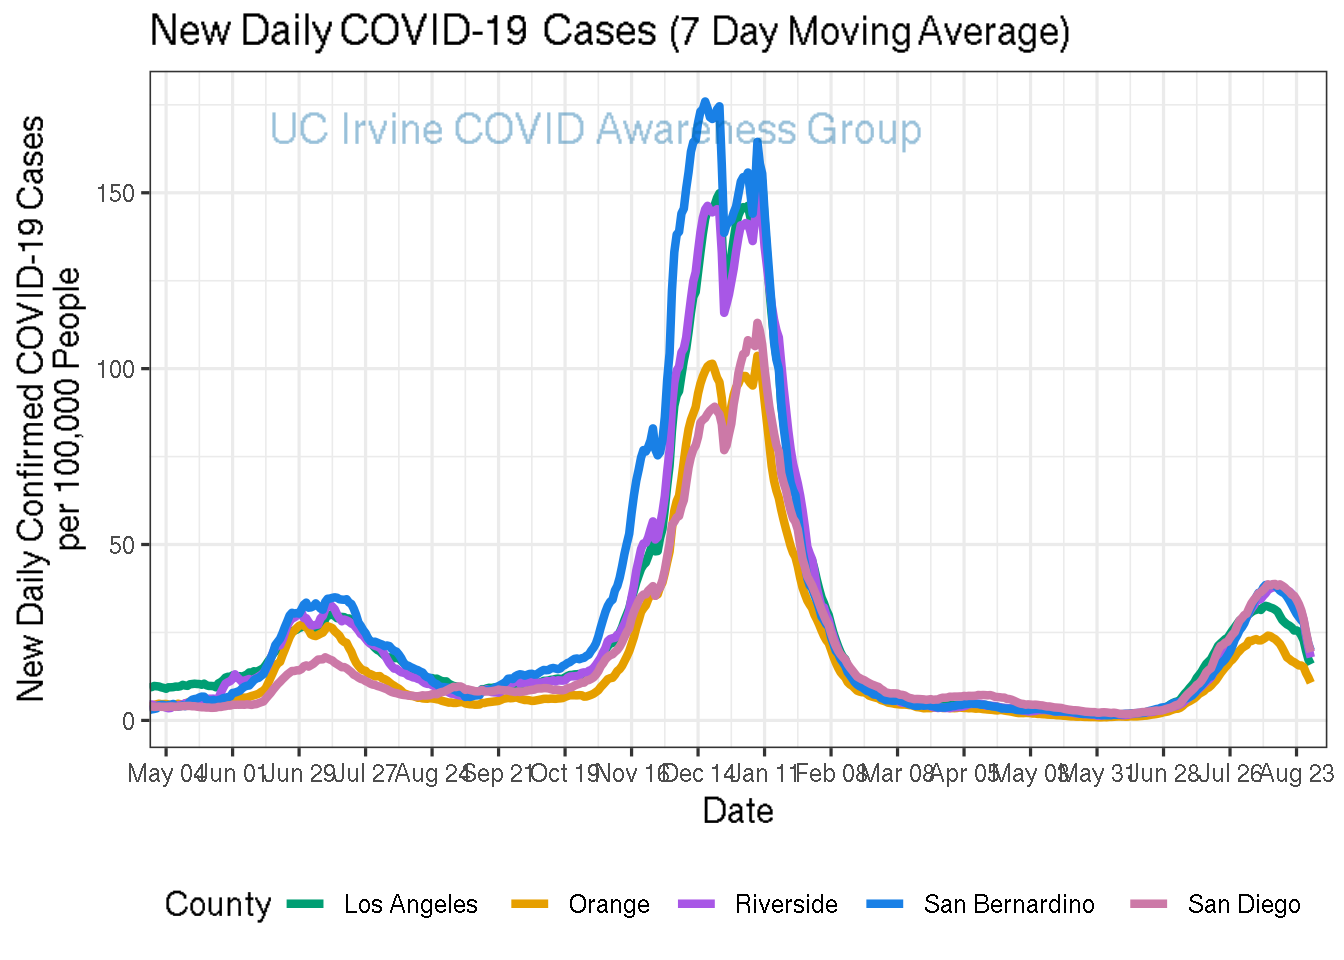 New Daily COVID-19 Cases (7 Day Moving Average)
UC Irvine COVID Awareness Group
New Daily Confirmed COVID-19 Cases
per 100,000 People
150
100
50
0
May 04 Jun 01 Jun 29 Jul 27 Aug 24 Sep 21 Oct 19 Nov 16 Dec 14 Jan 11 Feb 08 Mar 08 Apr 05 May 03 May 31 Jun 28 Jul 26 Aug 23
Date
County Los Angeles Orange Riverside San Bernardino San Diego